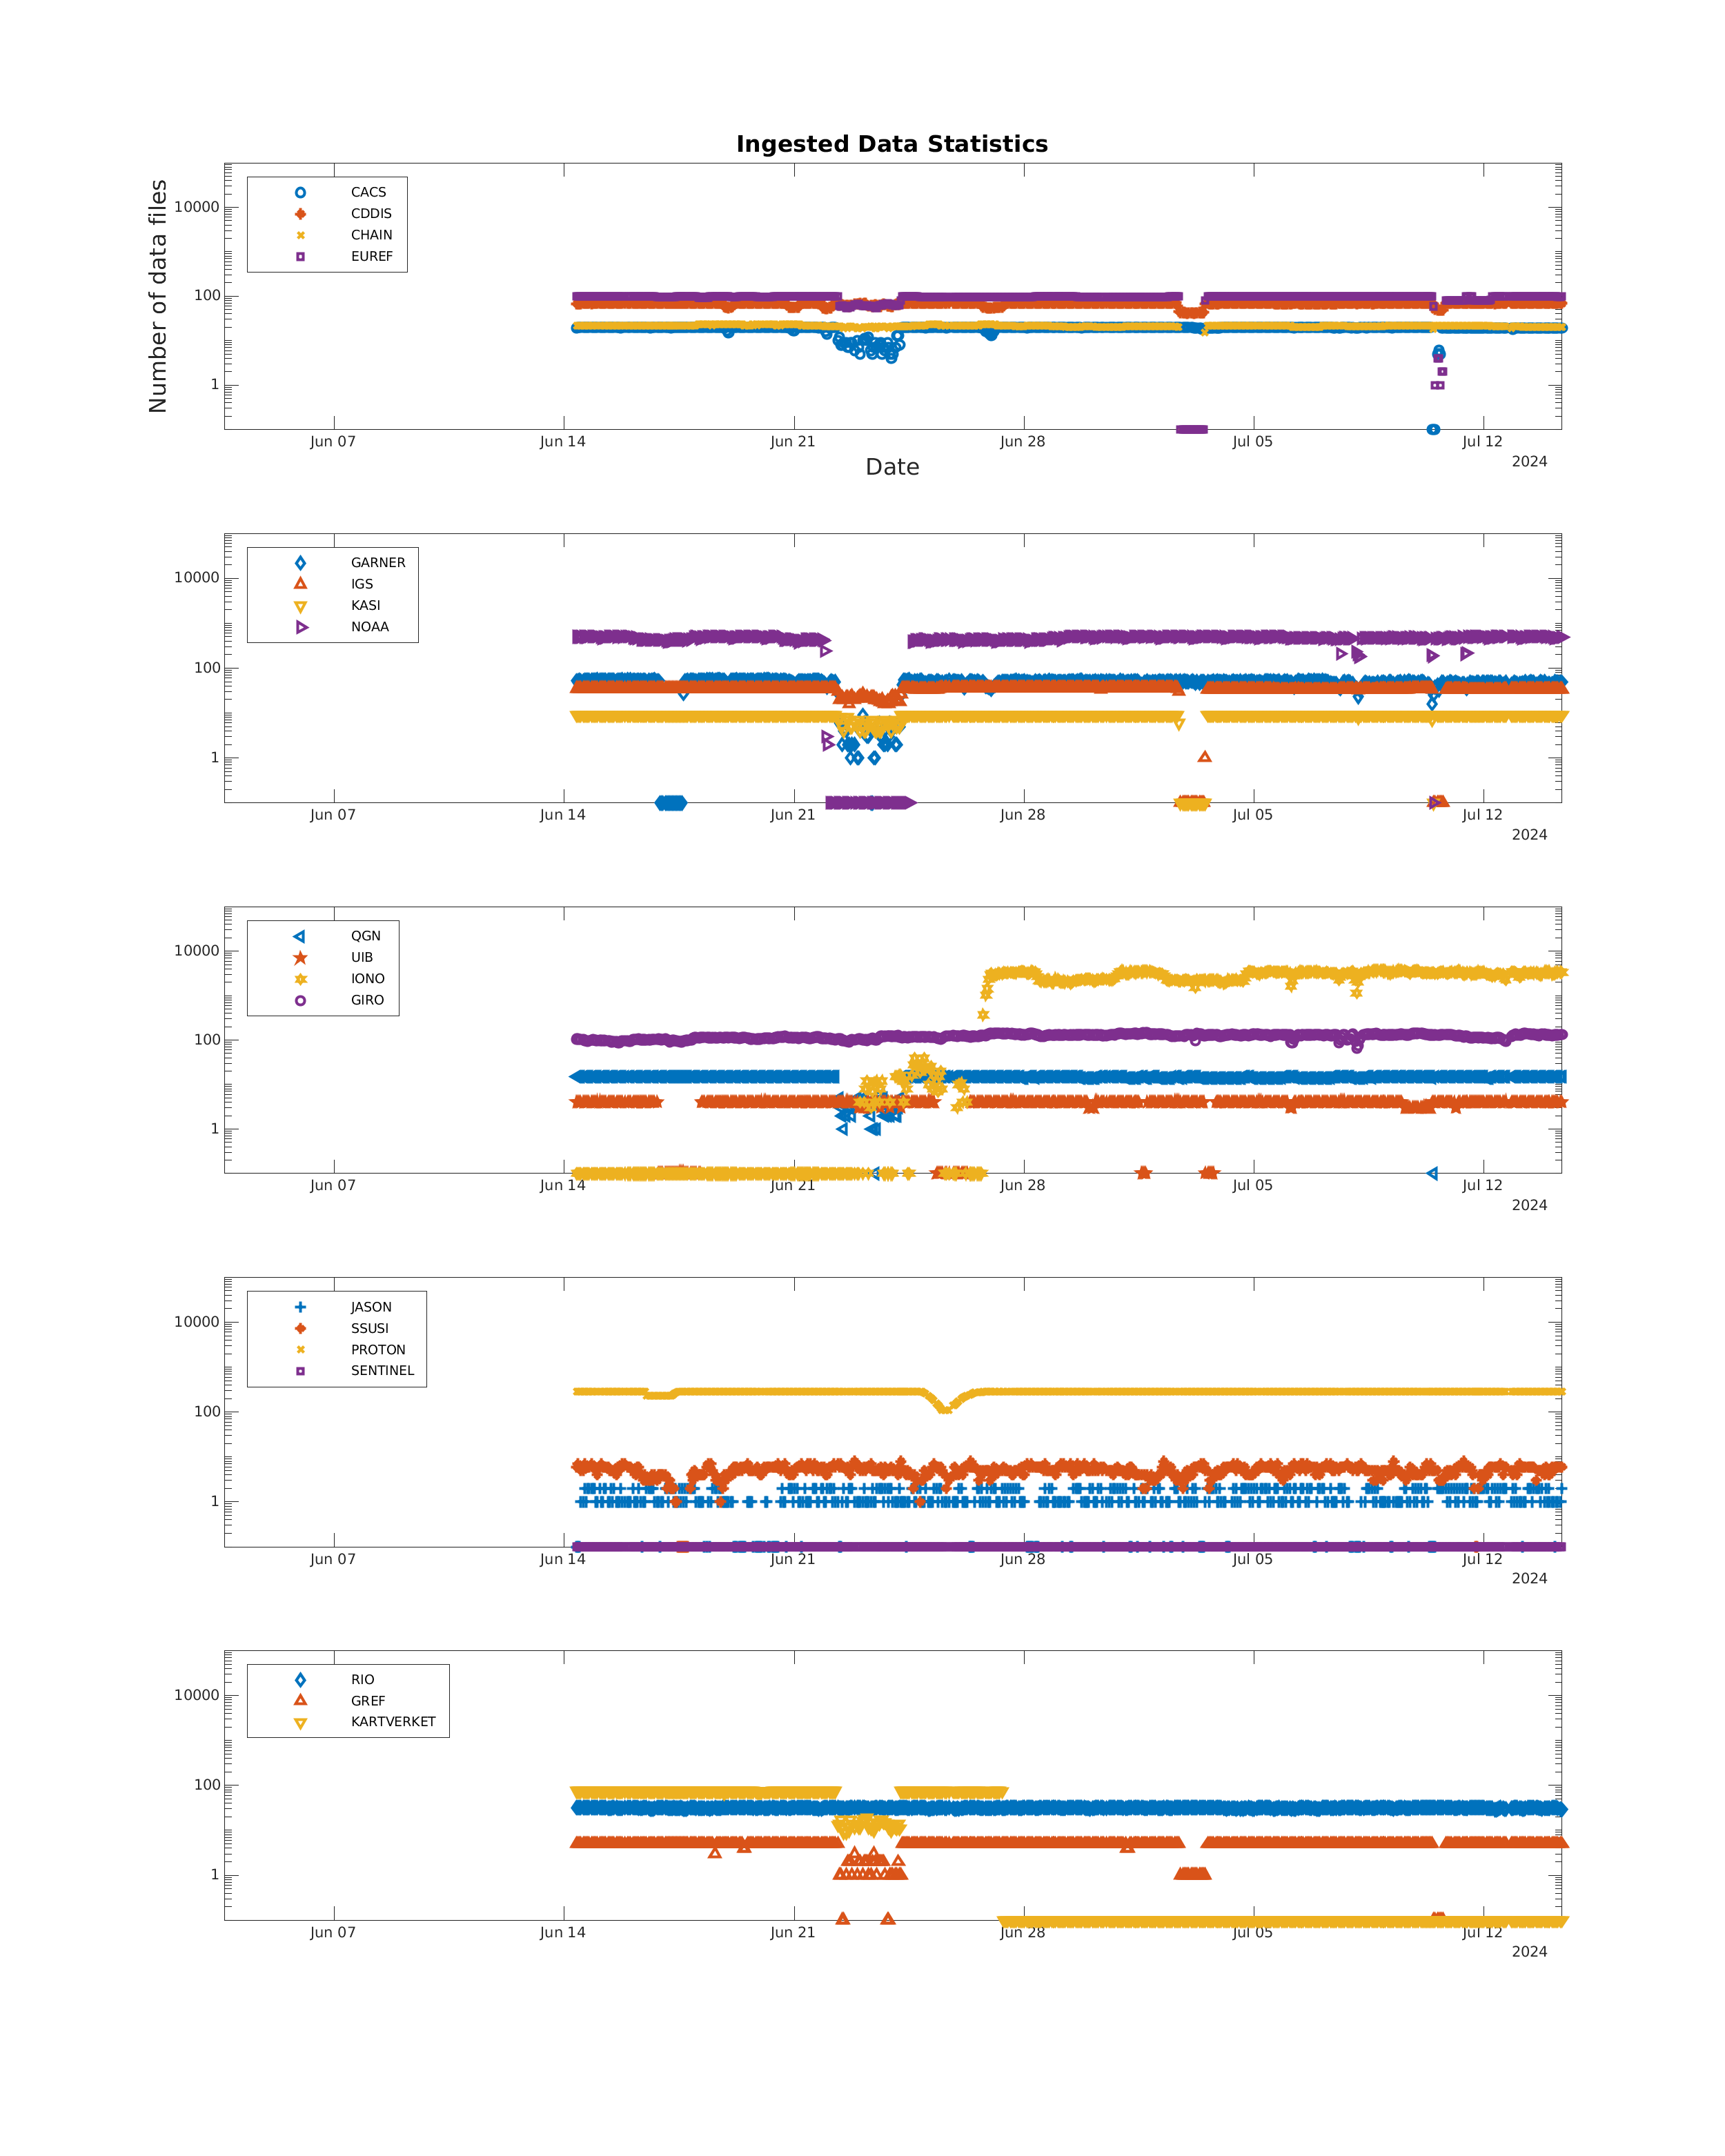 Ingested Data Statistics
Number of data files
10000
100
1
CACS
CDDIS
CHAIN
EUREF
Jun 07 Jun 14 Jun 21 Jun 28 Jul 05 Jul 12
2024
Date
10000
100
1
GARNER
IGS
KASI
NOAA
Jun 07 Jun 14 Jun 21 Jun 28 Jul 05 Jul 12
2024
10000
100
1
QGN
UIB
IONO
GIRO
Jun 07 Jun 14 Jun 21 Jun 28 Jul 05 Jul 12
2024
10000
100
1
JASON
SSUSI
PROTON
SENTINEL
Jun 07 Jun 14 Jun 21 Jun 28 Jul 05 Jul 12
2024
10000
100
1
RIO
GREF
KARTVERKET
Jun 07 Jun 14 Jun 21 Jun 28 Jul 05 Jul 12
2024